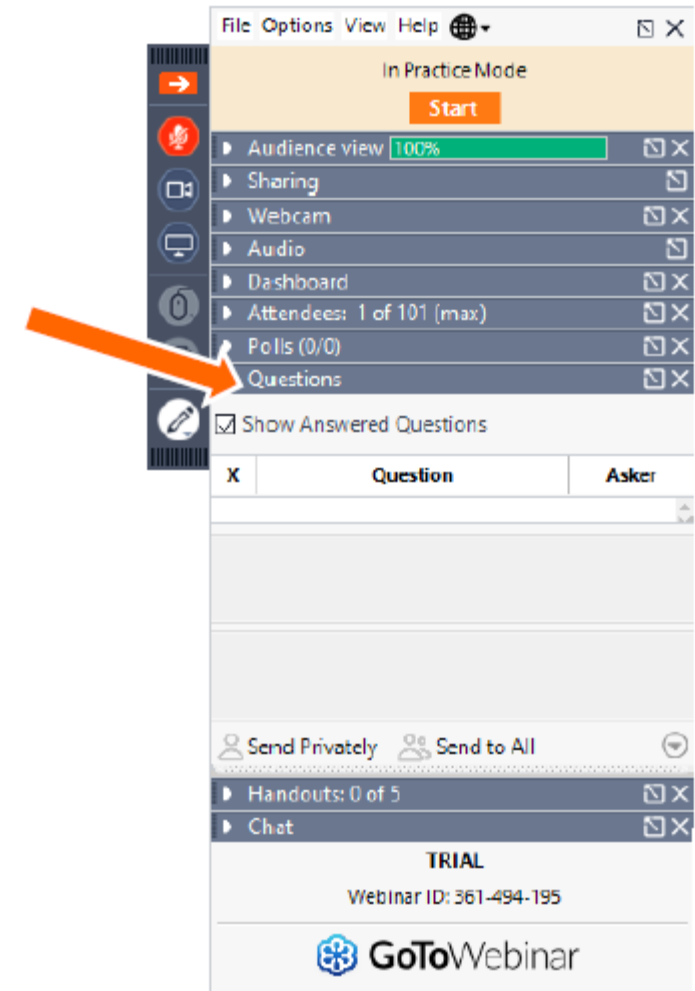 File Options View Help
In Practice Mode
Start
Audience view 100%
Sharing
Webcam
Audio
Dashboard
Attendees: 1 of 101 (max)
Polls (0/0)
Questions
Show Answered Questions
X Question Asker
Send Privately Send to All
Handouts: 0 of 5
Chat
TRIAL
Webinar ID: 361-494-195
GoToWebinar